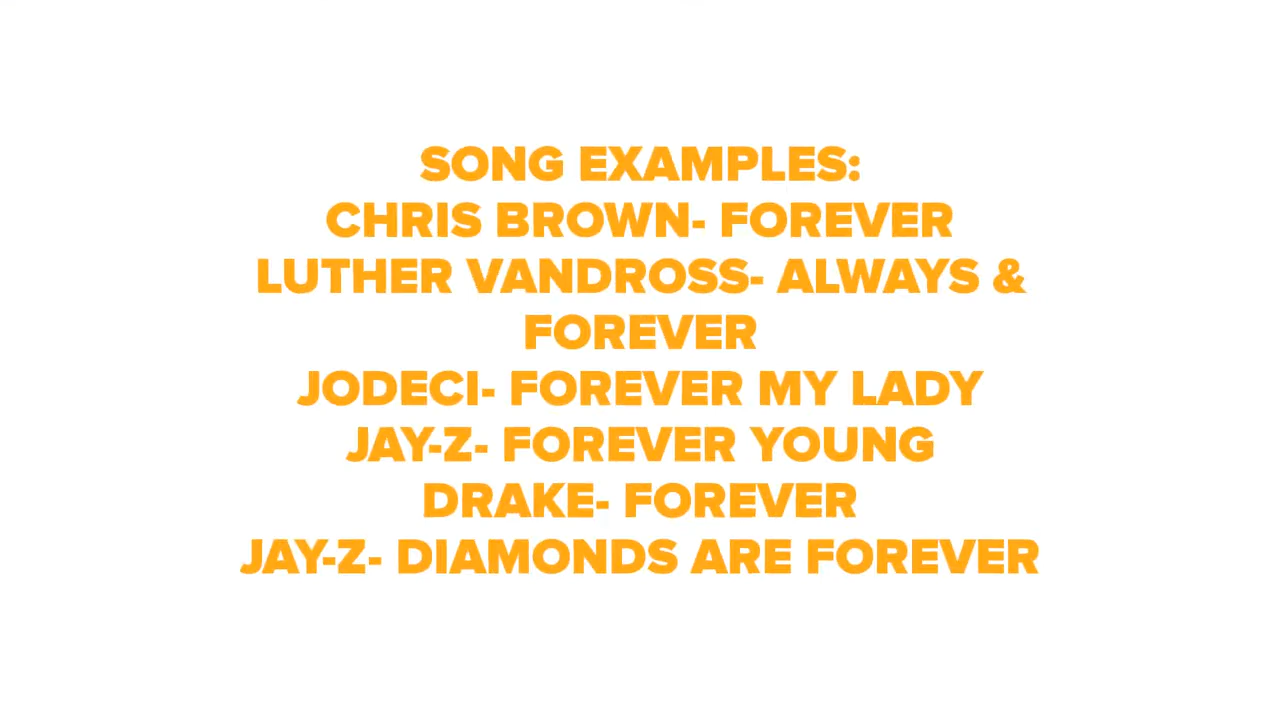 SONG EXAMPLES:
CHRIS BROWN- FOREVER
LUTHER VANDROSS- ALWAYS &
FOREVER
JODECI- FOREVER MY LADY
JAY-Z- FOREVER YOUNG
DRAKE- FOREVER
JAY-Z- DIAMONDS ARE FOREVER